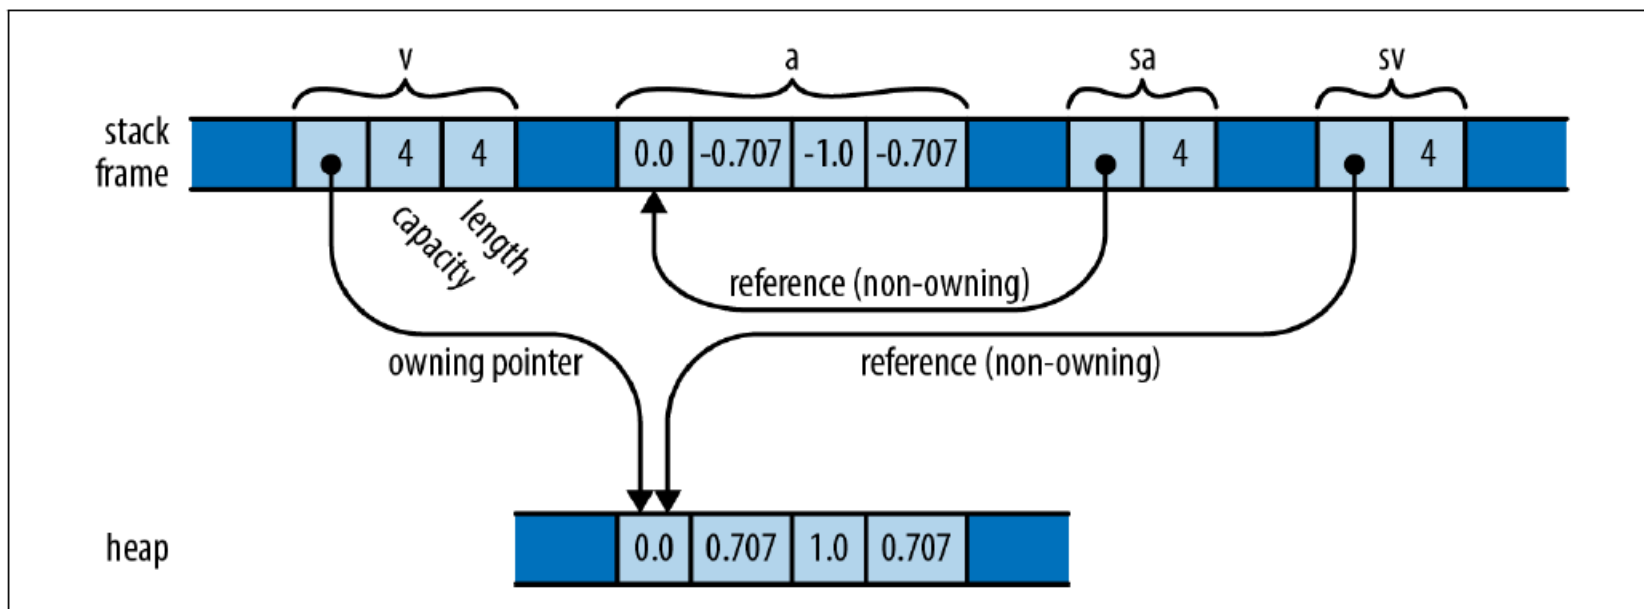 v a sa sv
stack
frame
4 4 0.0 -0.707 -1.0 -0.707 4 4
capacity
length
reference (non-owning)
owning pointer
reference (non-owning)
heap
0.0 0.707 1.0 0.707